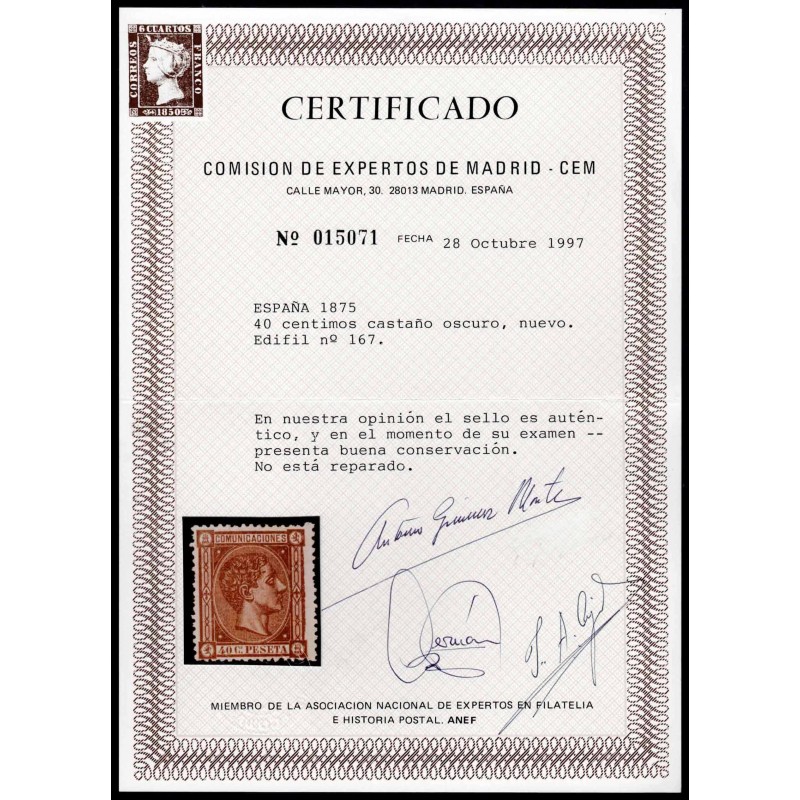 6 CUARTOS
CORREOS
FRANCO
1850
CERTIFICADO
COMISION DE EXPERTOS DE MADRID - CEM
CALLE MAYOR, 30. 28013 MADRID. ESPAÑA
Nº 015071 FECHA 28 Octubre 1997
ESPAÑA 1875
40 centimos castaño oscuro, nuevo.
Edifil nº 167.
En nuestra opinión el sello es autén-
tico, y en el momento de su examen --
presenta buena conservación.
No está reparado.
COMUNICACIONES
40 Cs PESETA
MIEMBRO DE LA ASOCIACION NACIONAL DE EXPERTOS EN FILATELIA
E HISTORIA POSTAL. ANEF